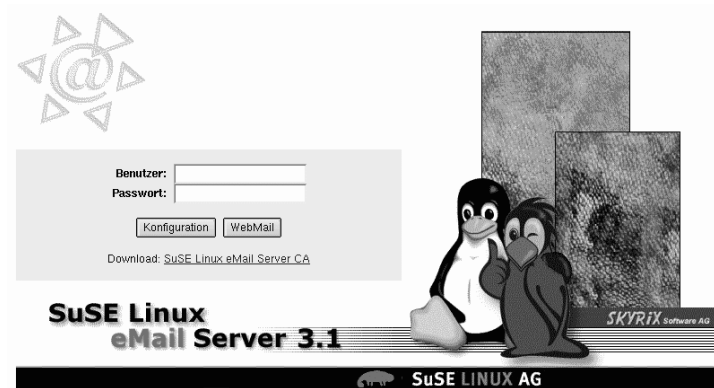 @
Benutzer:
Passwort:
Konfiguration WebMail
Download: SuSE Linux eMail Server CA
SuSE Linux
eMail Server 3.1
SKYRiX Software AG
SuSE LINUX AG